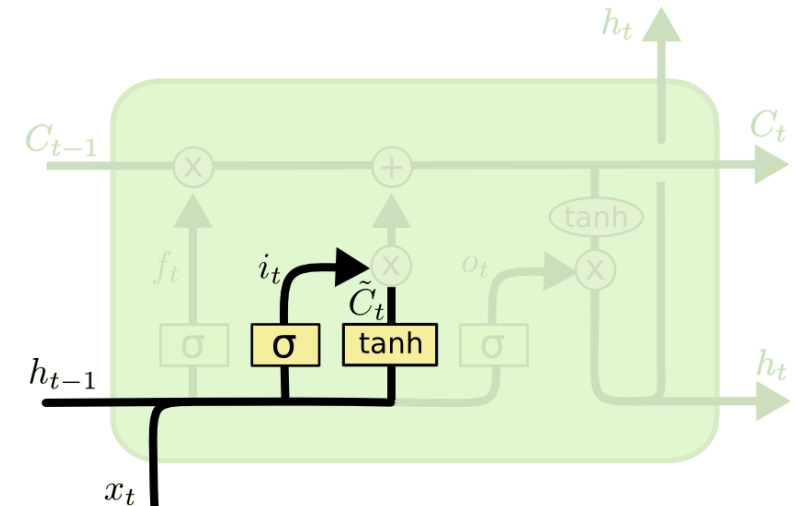 h_t
C_{t-1}
C_t
x
+
tanh
f_t
i_t
x
o_t
x
C̃_t
σ
σ
tanh
σ
h_{t-1}
h_t
x_t